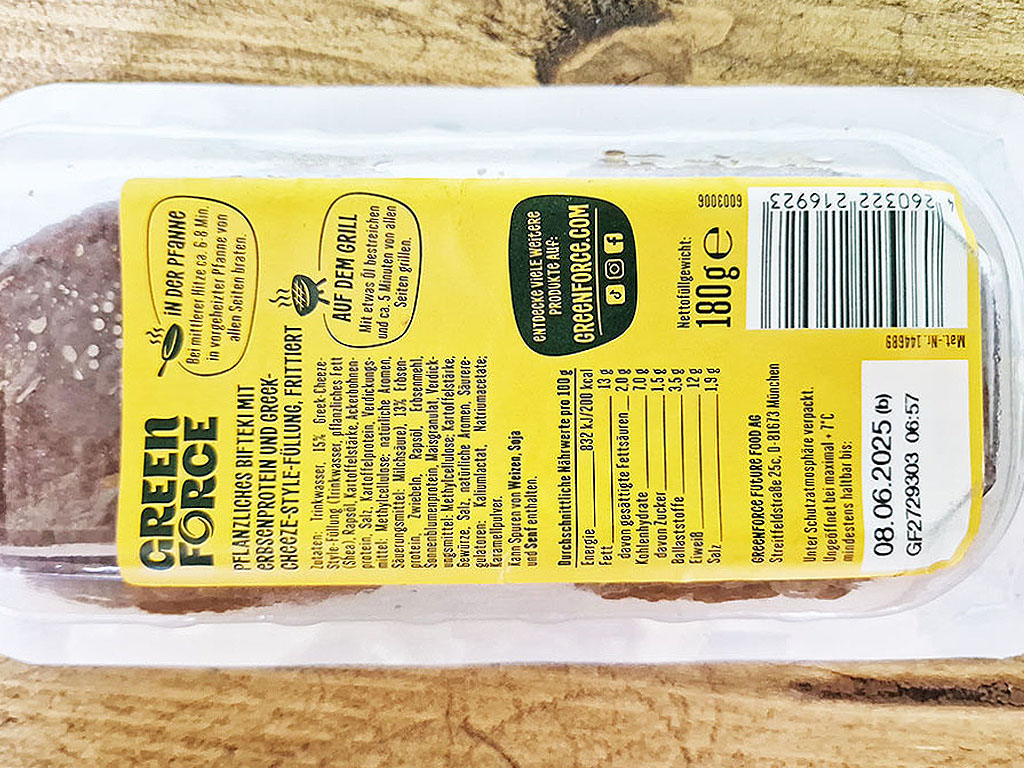 GREEN
FORCE
PFLANZLICHES BIFTEKI MIT
ERBSENPROTEIN UND GREEK-
CHEEZE-STYLE-FÜLLUNG, FRITTIERT
Zutaten: Trinkwasser, 15% Greek-Cheeze-
Style-Füllung (Trinkwasser, pflanzliches Fett
(Shea), Rapsöl, Kartoffelstärke, Ackerbohnen-
protein, Salz, Kartoffelprotein, Verdickungs-
mittel: Methylcellulose; natürliche Aromen,
Säuerungsmittel: Milchsäure), 13% Erbsen-
protein, Zwiebeln, Rapsöl, Erbsenmehl,
Sonnenblumenprotein, Maisgranulat, Verdick-
ungsmittel: Methylcellulose; Kartoffelstärke,
Gewürze, Salz, natürliche Aromen, Säurere-
gulatoren: Kaliumlactat, Natriumacetate;
Karamellpulver.
Kann Spuren von Weizen, Soja
und Senf enthalten.
IN DER PFANNE
Bei mittlerer Hitze ca. 6-8 Min.
in vorgeheizter Pfanne von
allen Seiten braten.
AUF DEM GRILL
Mit etwas Öl bestreichen
und ca. 5 Minuten von allen
Seiten grillen.
ENTDECKE VIELE WEITERE
PRODUKTE AUF:
GREENFORCE.COM
Durchschnittliche Nährwerte pro 100 g
Energie 832 kJ/200 kcal
Fett 13 g
davon gesättigte Fettsäuren 2,0 g
Kohlenhydrate 7,0 g
davon Zucker 1,5 g
Ballaststoffe 3,5 g
Eiweiß 12 g
Salz 1,9 g
Nettofüllgewicht:
180g e
6003006
4 260322 216923
Mat.-Nr. 144689
GREENFORCE FUTURE FOOD AG
Streitfeldstraße 25c, D-81673 München
Unter Schutzatmosphäre verpackt.
Ungeöffnet bei maximal +7°C
mindestens haltbar bis:
08.06.2025 (b)
GF2729303 06:57